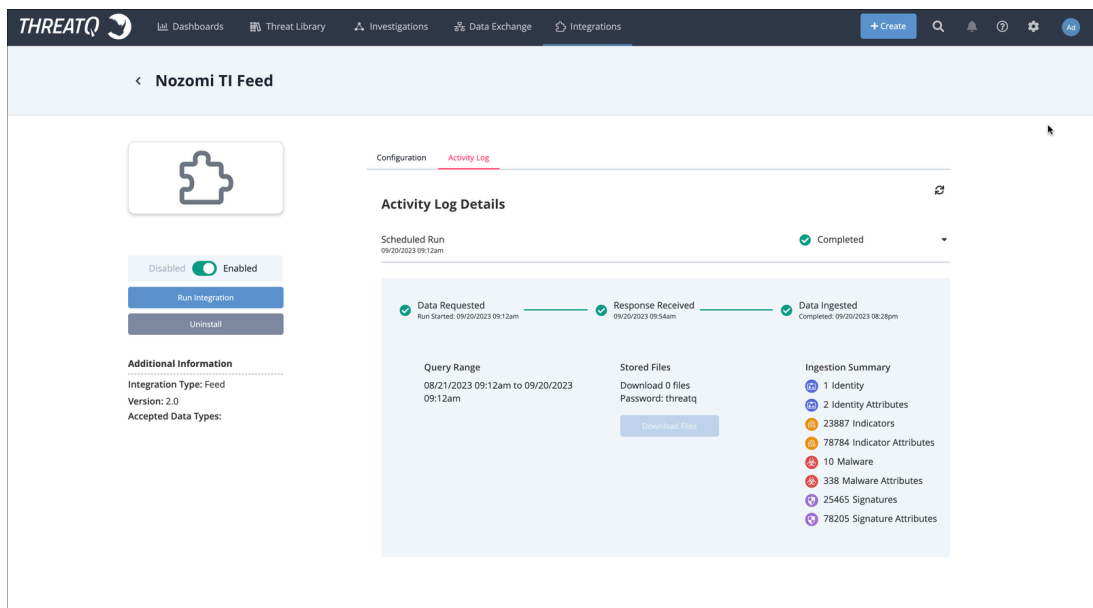 THREATQ
Dashboards
Threat Library
Investigations
Data Exchange
Integrations
+ Create
Ad
Nozomi TI Feed
Disabled
Enabled
Run Integration
Uninstall
Additional Information
Integration Type: Feed
Version: 2.0
Accepted Data Types:
Configuration
Activity Log
Activity Log Details
Scheduled Run
09/20/2023 09:12am
Completed
Data Requested
Run Started: 09/20/2023 09:12am
Response Received
09/20/2023 09:54am
Data Ingested
Completed: 09/20/2023 08:28pm
Query Range
08/21/2023 09:12am to 09/20/2023
09:12am
Stored Files
Download 0 files
Password: threatq
Download Files
Ingestion Summary
1 Identity
2 Identity Attributes
23887 Indicators
78784 Indicator Attributes
10 Malware
338 Malware Attributes
25465 Signatures
78205 Signature Attributes